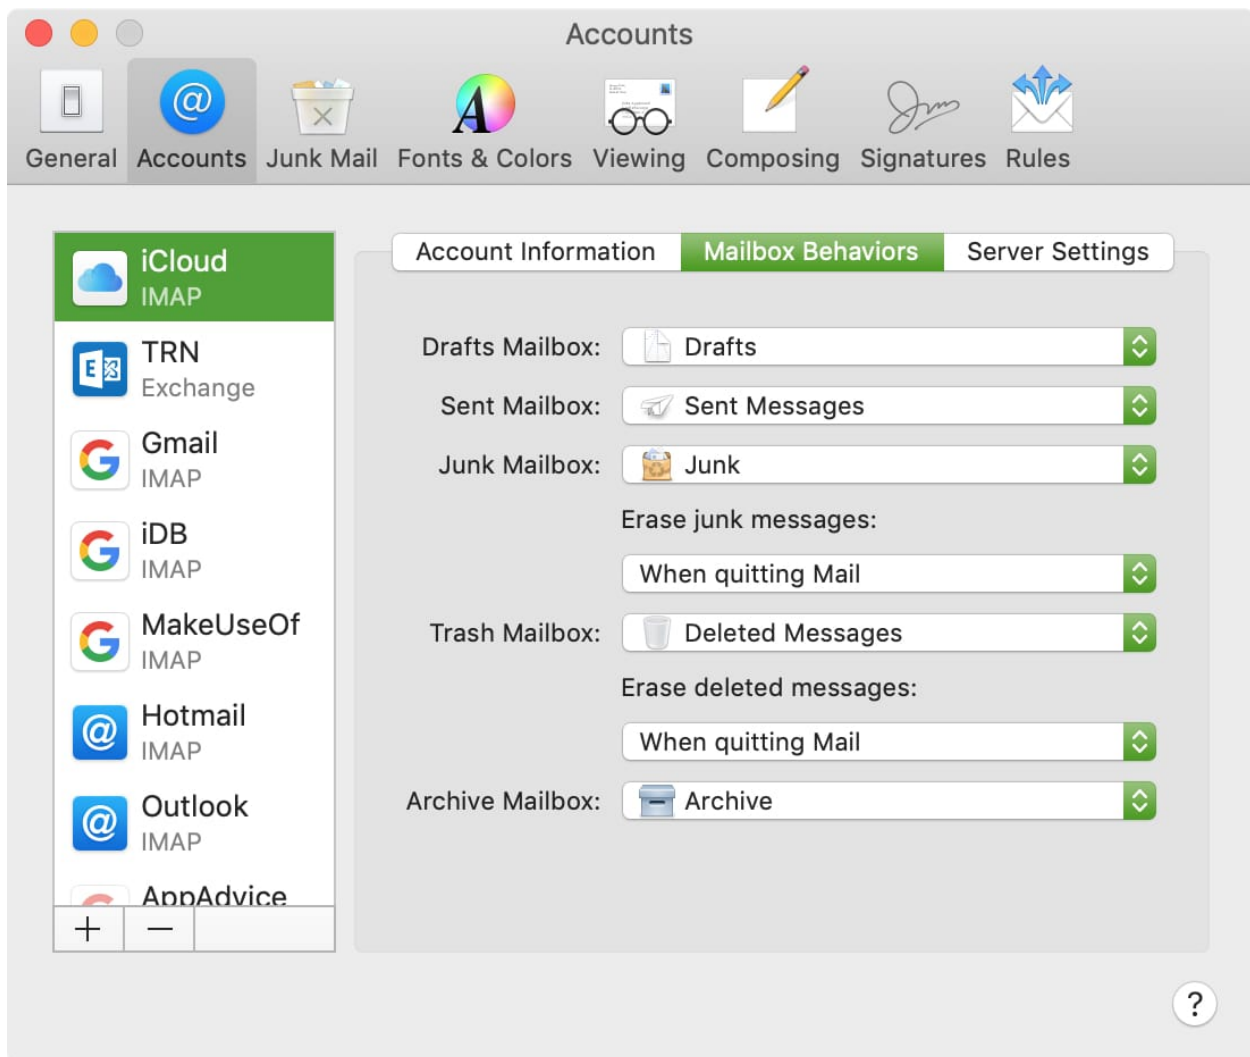 Accounts
General
Accounts
Junk Mail
Fonts & Colors
Viewing
Composing
Signatures
Rules
iCloud
IMAP
TRN
Exchange
Gmail
IMAP
iDB
IMAP
MakeUseOf
IMAP
Hotmail
IMAP
Outlook
IMAP
AppAdvice
Account Information
Mailbox Behaviors
Server Settings
Drafts Mailbox: Drafts
Sent Mailbox: Sent Messages
Junk Mailbox: Junk
Erase junk messages:
When quitting Mail
Trash Mailbox: Deleted Messages
Erase deleted messages:
When quitting Mail
Archive Mailbox: Archive
?